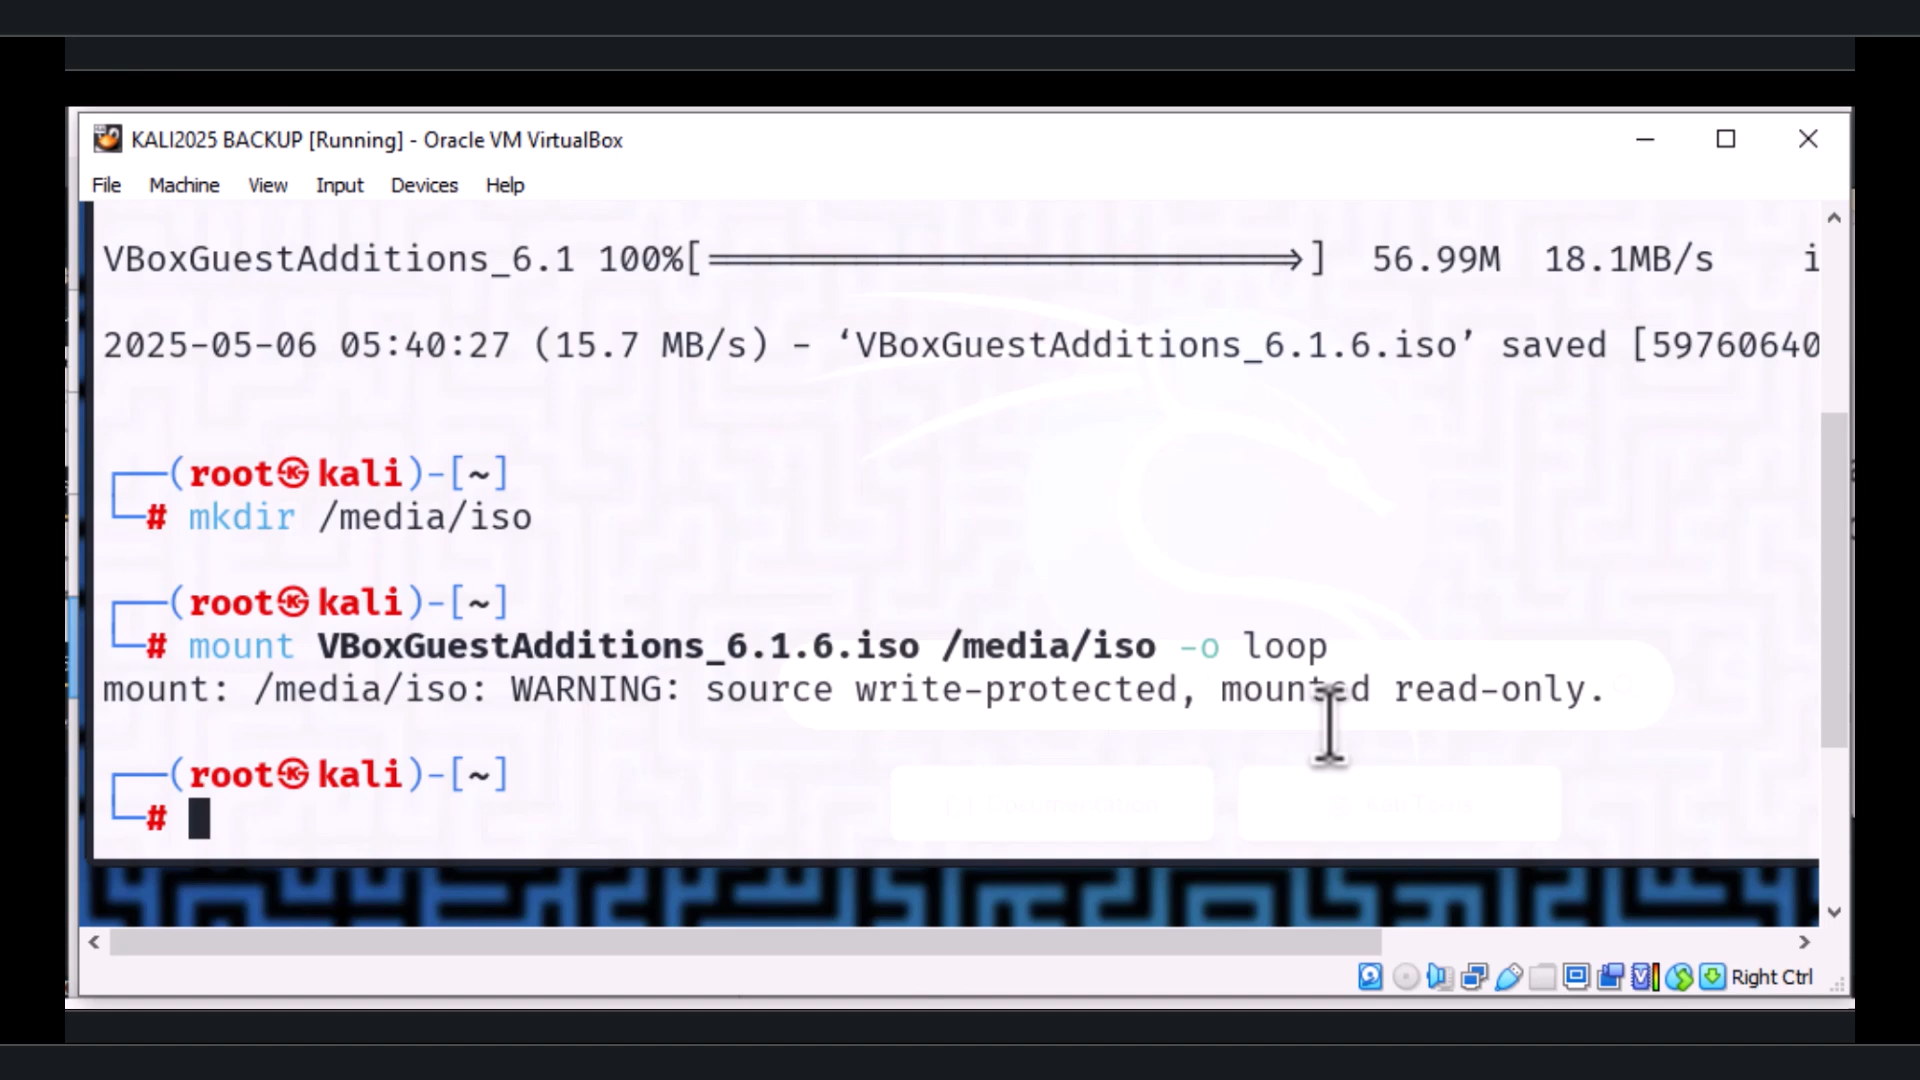 KALI2025 BACKUP [Running] - Oracle VM VirtualBox
File Machine View Input Devices Help
VBoxGuestAdditions_6.1 100%[===================>] 56.99M 18.1MB/s i
2025-05-06 05:40:27 (15.7 MB/s) - ‘VBoxGuestAdditions_6.1.6.iso’ saved [59760640
┌──(root㉿kali)-[~]
└─# mkdir /media/iso
┌──(root㉿kali)-[~]
└─# mount VBoxGuestAdditions_6.1.6.iso /media/iso -o loop
mount: /media/iso: WARNING: source write-protected, mounted read-only.
┌──(root㉿kali)-[~]
└─#
Right Ctrl